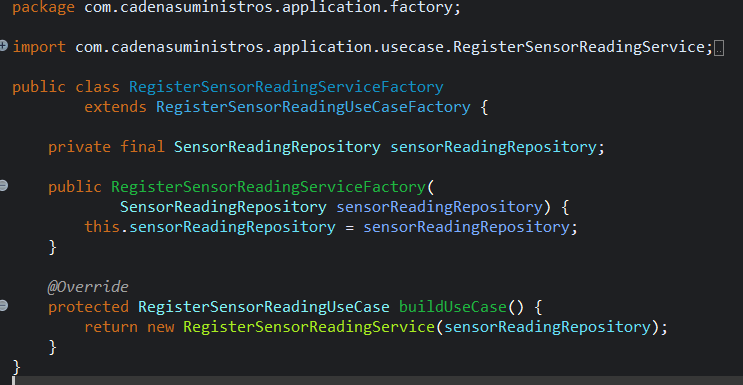 package com.cadenasuministros.application.factory;
import com.cadenasuministros.application.usecase.RegisterSensorReadingService;
public class RegisterSensorReadingServiceFactory
extends RegisterSensorReadingUseCaseFactory {
private final SensorReadingRepository sensorReadingRepository;
public RegisterSensorReadingServiceFactory(
SensorReadingRepository sensorReadingRepository) {
this.sensorReadingRepository = sensorReadingRepository;
}
@Override
protected RegisterSensorReadingUseCase buildUseCase() {
return new RegisterSensorReadingService(sensorReadingRepository);
}
}